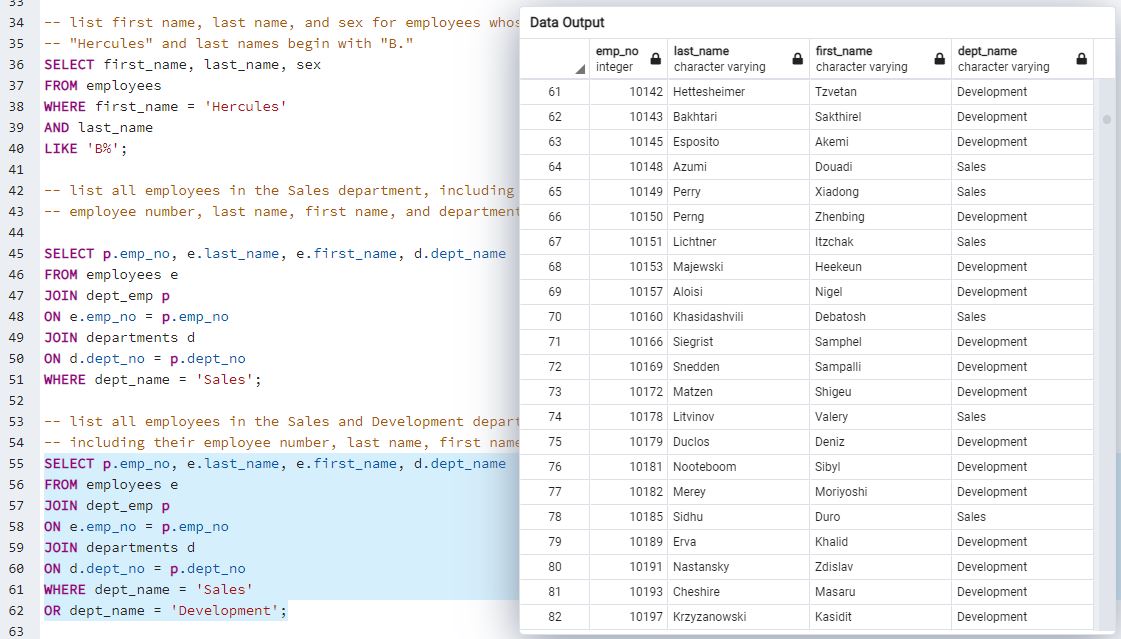 33
34 -- list first name, last name, and sex for employees whos
35 -- "Hercules" and last names begin with "B."
36 SELECT first_name, last_name, sex
37 FROM employees
38 WHERE first_name = 'Hercules'
39 AND last_name
40 LIKE 'B%';
41
42 -- list all employees in the Sales department, including
43 -- employee number, last name, first name, and department
44
45 SELECT p.emp_no, e.last_name, e.first_name, d.dept_name
46 FROM employees e
47 JOIN dept_emp p
48 ON e.emp_no = p.emp_no
49 JOIN departments d
50 ON d.dept_no = p.dept_no
51 WHERE dept_name = 'Sales';
52
53 -- list all employees in the Sales and Development depart
54 -- including their employee number, last name, first name
55 SELECT p.emp_no, e.last_name, e.first_name, d.dept_name
56 FROM employees e
57 JOIN dept_emp p
58 ON e.emp_no = p.emp_no
59 JOIN departments d
60 ON d.dept_no = p.dept_no
61 WHERE dept_name = 'Sales'
62 OR dept_name = 'Development';
63
Data Output
emp_no last_name first_name dept_name
integer character varying character varying character varying
61 10142 Hettesheimer Tzvetan Development
62 10143 Bakhtari Sakthirel Development
63 10145 Esposito Akemi Development
64 10148 Azumi Douadi Sales
65 10149 Perry Xiadong Sales
66 10150 Perng Zhenbing Development
67 10151 Lichtner Itzchak Sales
68 10153 Majewski Heekeun Development
69 10157 Aloisi Nigel Development
70 10160 Khasidashvili Debatosh Sales
71 10166 Siegrist Samphel Development
72 10169 Snedden Sampalli Development
73 10172 Matzen Shigeu Development
74 10178 Litvinov Valery Sales
75 10179 Duclos Deniz Development
76 10181 Nooteboom Sibyl Development
77 10182 Merey Moriyoshi Development
78 10185 Sidhu Duro Sales
79 10189 Erva Khalid Development
80 10191 Nastansky Zdislav Development
81 10193 Cheshire Masaru Development
82 10197 Krzyzanowski Kasidit Development